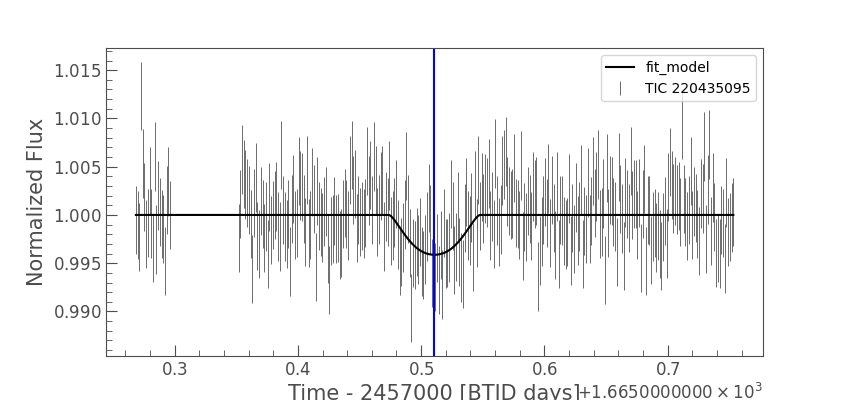 fit_model
TIC 220435095
Normalized Flux
1.015
1.010
1.005
1.000
0.995
0.990
0.3 0.4 0.5 0.6 0.7
Time - 2457000 [BTJD days]
+1.6650000000 × 10³